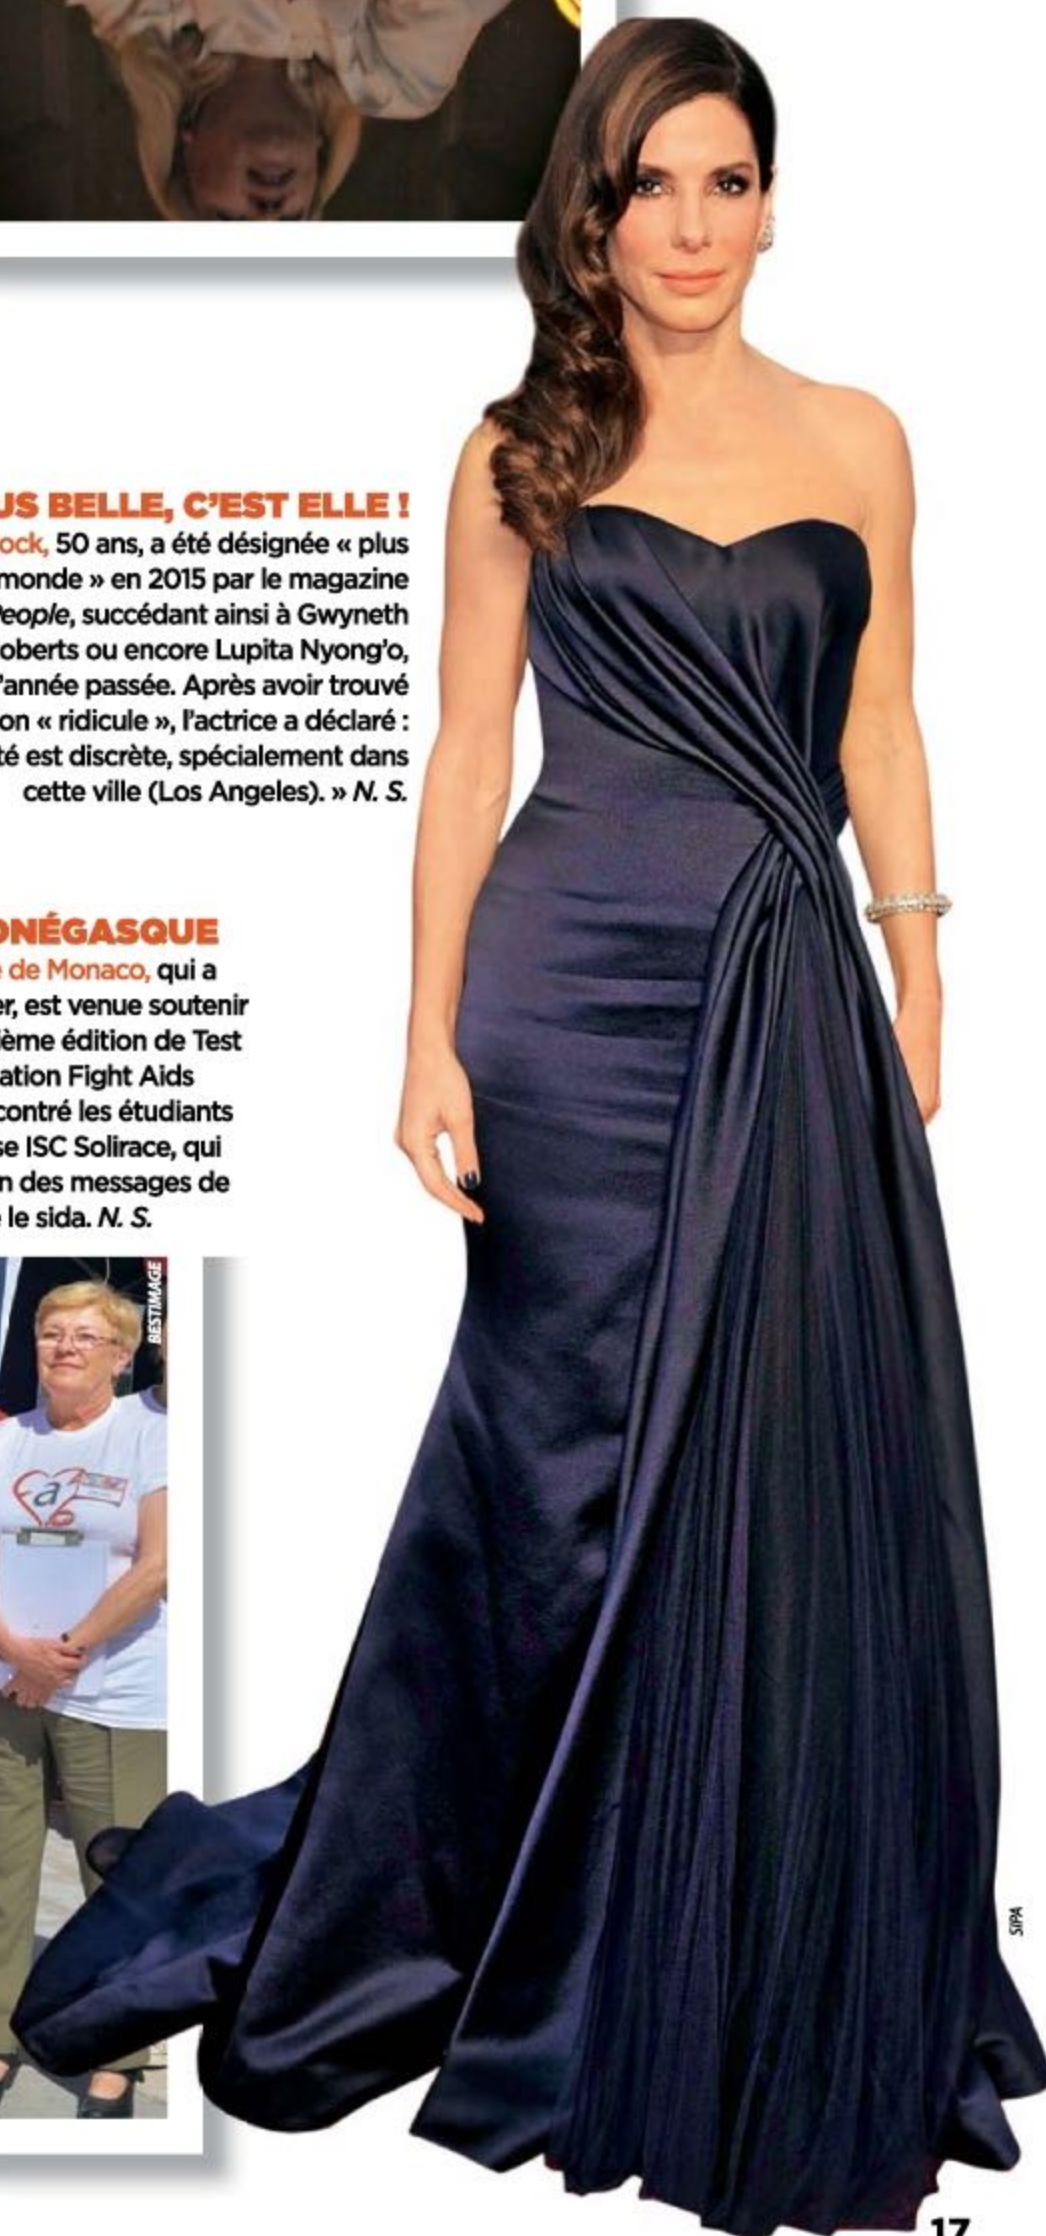 US BELLE, C'EST ELLE !
ock, 50 ans, a été désignée « plus
monde » en 2015 par le magazine
People, succédant ainsi à Gwyneth
oberts ou encore Lupita Nyong'o,
'année passée. Après avoir trouvé
on « ridicule », l'actrice a déclaré :
té est discrète, spécialement dans
cette ville (Los Angeles). » N. S.
ONÉGASQUE
e de Monaco, qui a
er, est venue soutenir
ième édition de Test
ation Fight Aids
contré les étudiants
se ISC Solirace, qui
n des messages de
e le sida. N. S.
BESTIMAGE
SIPA
17